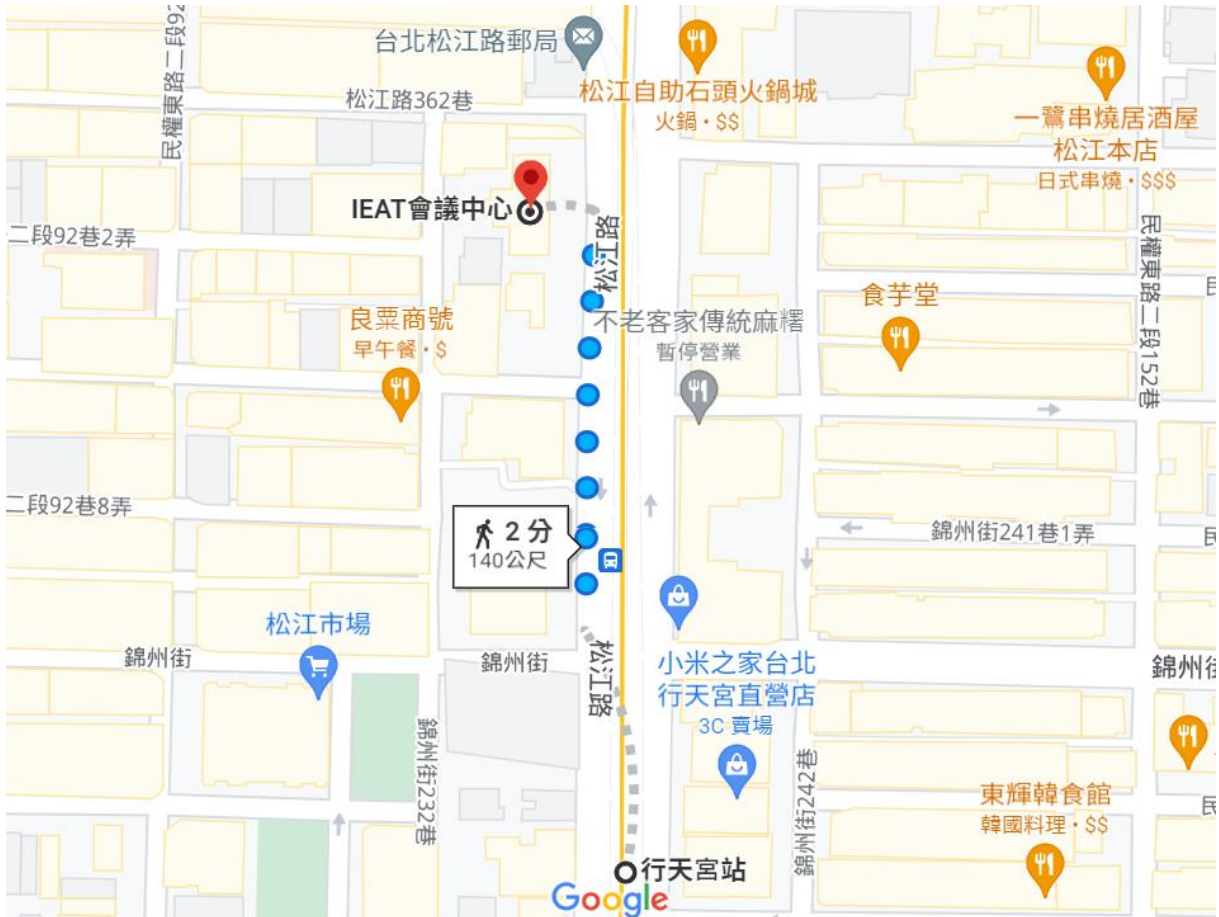 民權東路二段92
台北松江路郵局
松江自助石頭火鍋城
火鍋・$$
一鷺串燒居酒屋
松江本店
日式串燒・$$$
松江路362巷
IEAT會議中心
二段92巷2弄
松江路
民權東路二段152巷
食芋堂
良粟商號
早午餐・$
不老客家傳統麻糬
暫停營業
二段92巷8弄
2 分
140公尺
錦州街241巷1弄
松江市場
錦州街
錦州街
松江路
小米之家台北
行天宮直營店
3C 賣場
錦州街
錦州街232巷
錦州街242巷
東輝韓食館
韓國料理・$$
行天宮站
Google